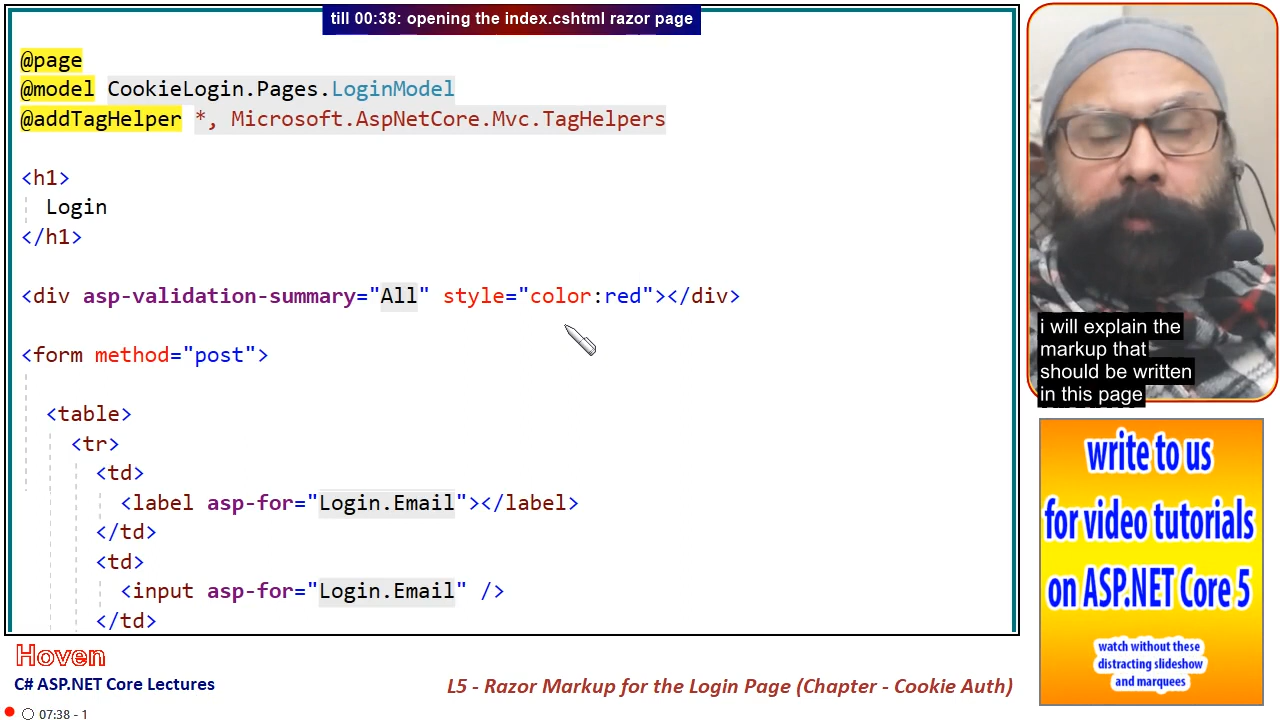 till 00:38: opening the index.cshtml razor page
@page
@model CookieLogin.Pages.LoginModel
@addTagHelper *, Microsoft.AspNetCore.Mvc.TagHelpers
<h1>
Login
</h1>
<div asp-validation-summary="All" style="color:red"></div>
<form method="post">
<table>
<tr>
<td>
<label asp-for="Login.Email"></label>
</td>
<td>
<input asp-for="Login.Email" />
</td>
i will explain the
markup that
should be written
in this page
write to us
for video tutorials
on ASP.NET Core 5
watch without these
distracting slideshow
and marquees
Hoven
C# ASP.NET Core Lectures
L5 - Razor Markup for the Login Page (Chapter - Cookie Auth)
07:38 - 1